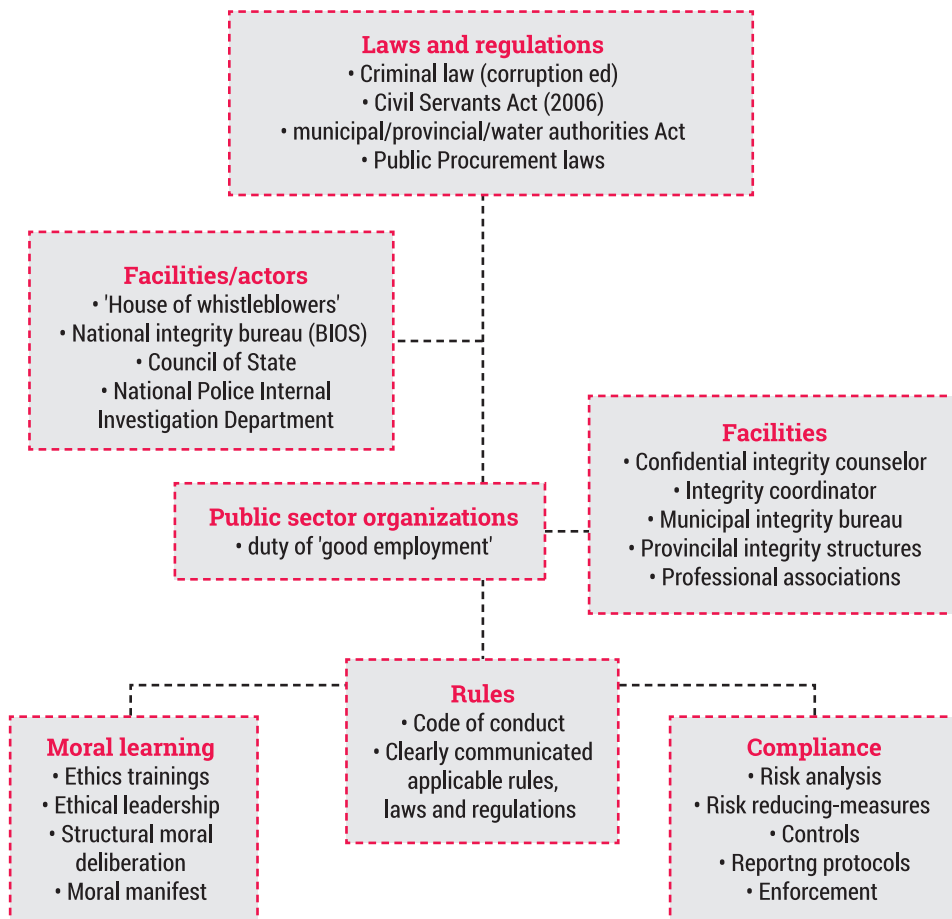 Laws and regulations
• Criminal law (corruption ed)
• Civil Servants Act (2006)
• municipal/provincial/water authorities Act
• Public Procurement laws
Facilities/actors
• 'House of whistleblowers'
• National integrity bureau (BIOS)
• Council of State
• National Police Internal
Investigation Department
Facilities
• Confidential integrity counselor
• Integrity coordinator
• Municipal integrity bureau
• Provincilal integrity structures
• Professional associations
Public sector organizations
• duty of 'good employment'
Rules
• Code of conduct
• Clearly communicated
applicable rules,
laws and regulations
Moral learning
• Ethics trainings
• Ethical leadership
• Structural moral
deliberation
• Moral manifest
Compliance
• Risk analysis
• Risk reducing-measures
• Controls
• Reportng protocols
• Enforcement